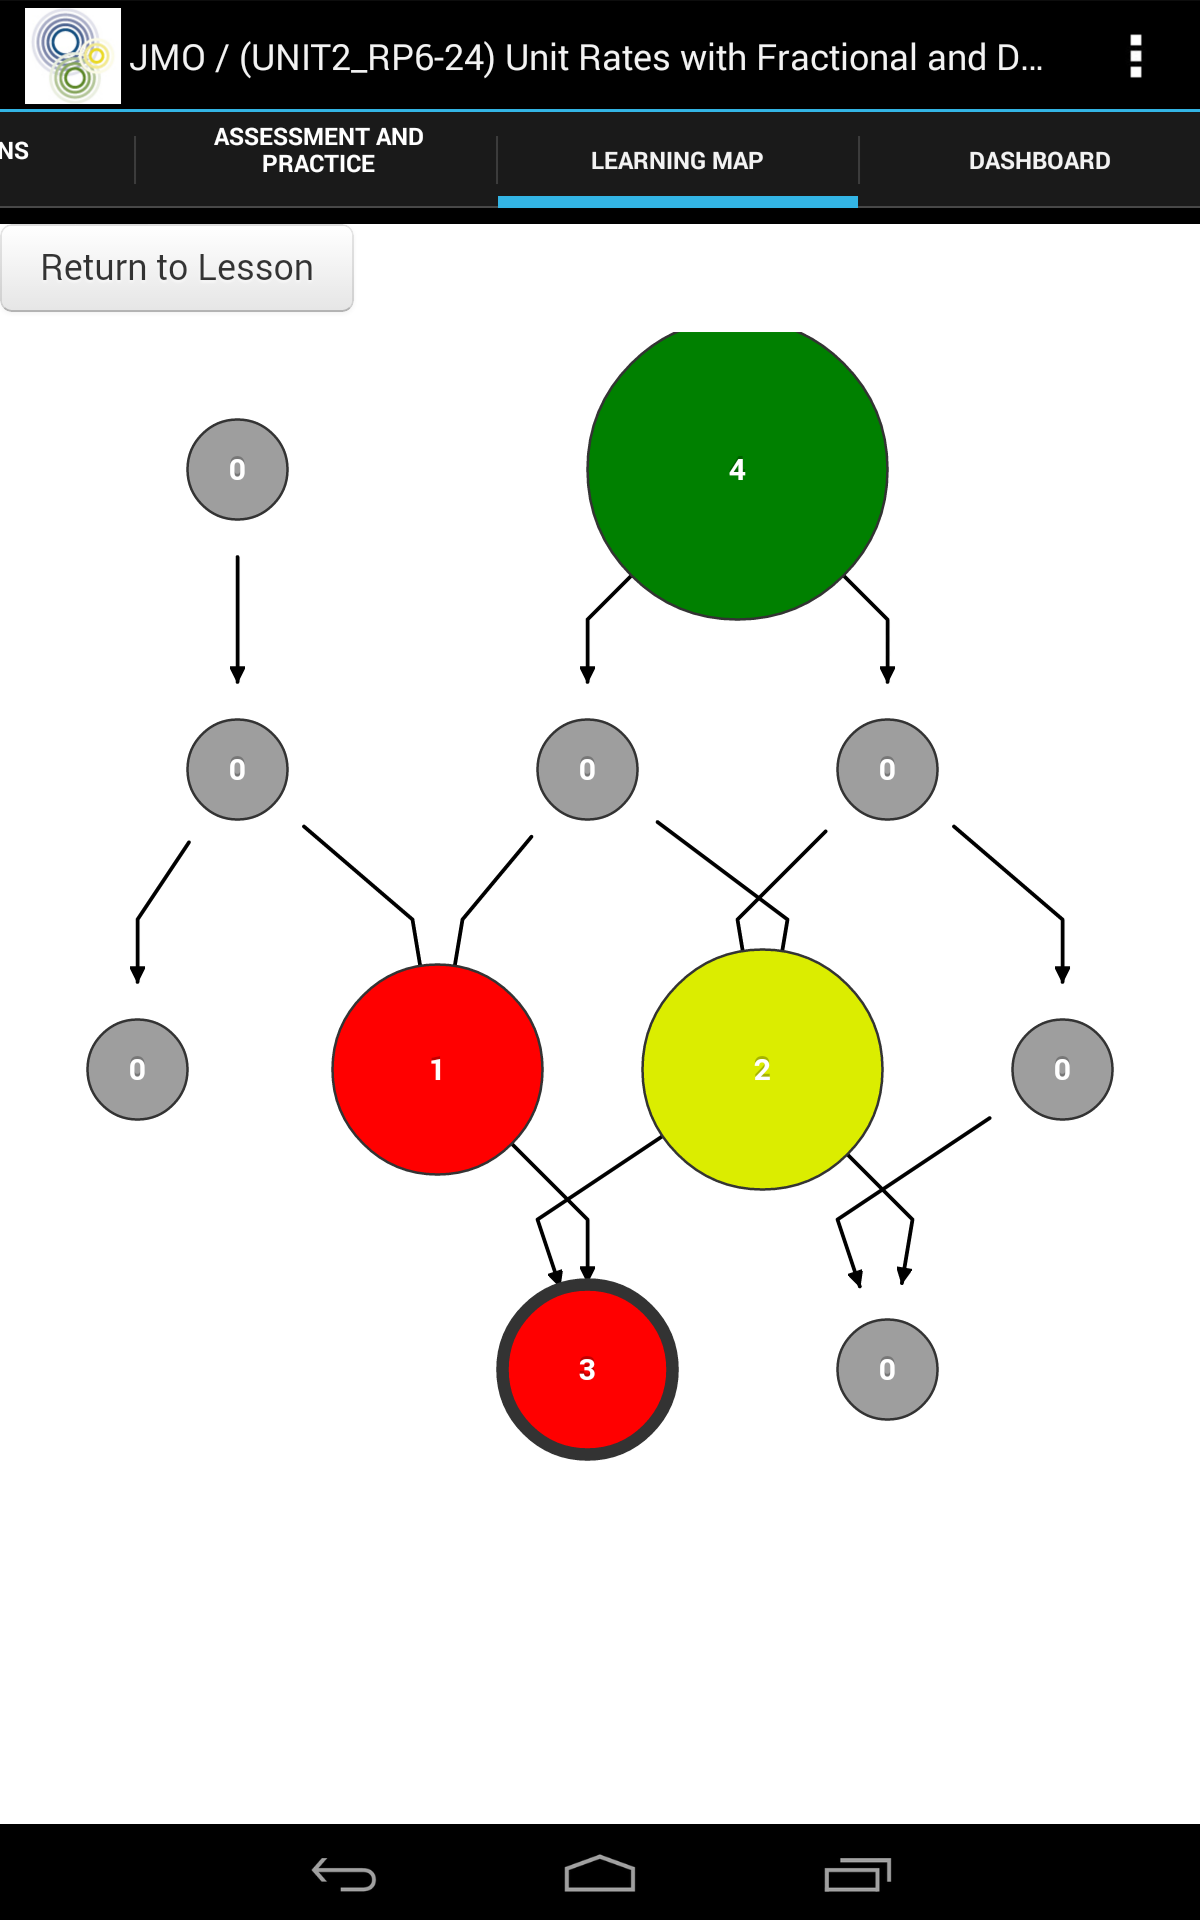 JMO / (UNIT2_RP6-24) Unit Rates with Fractional and D...
NS
ASSESSMENT AND
PRACTICE
LEARNING MAP
DASHBOARD
Return to Lesson
0
4
0
0
0
0
1
2
0
3
0